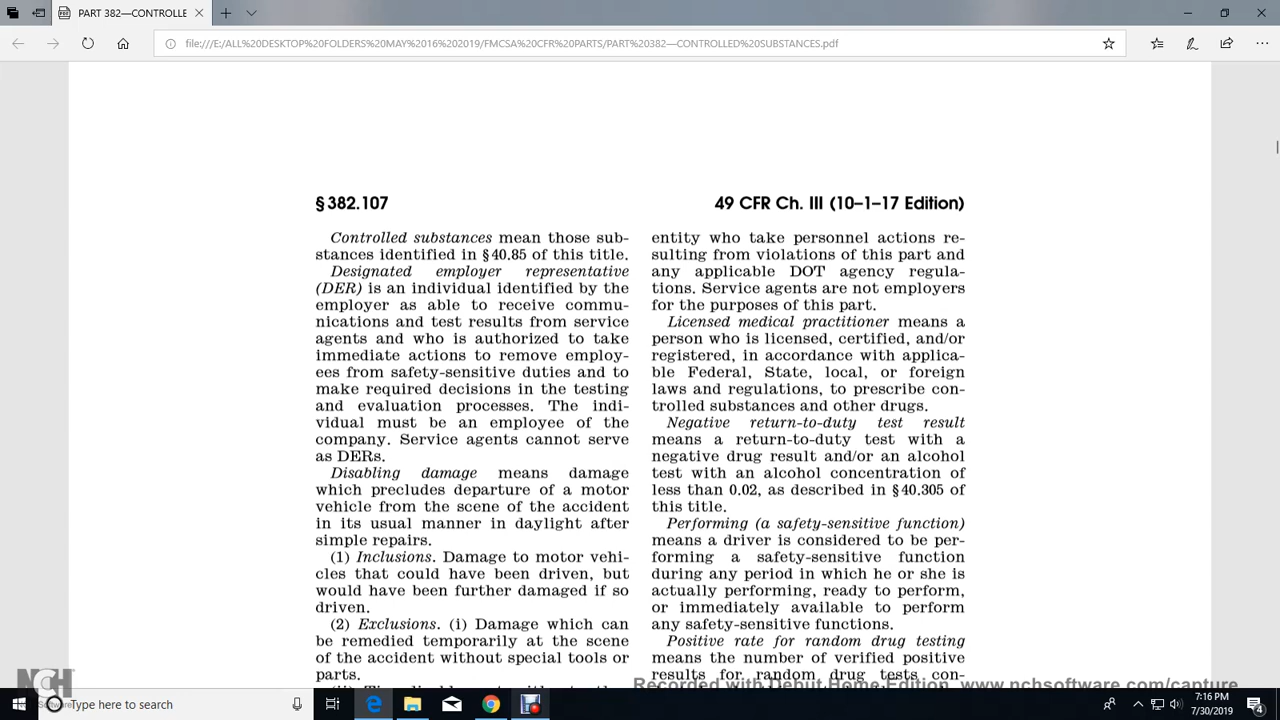 PART 382—CONTROLLE
file:///E:/ALL%20DESKTOP%20FOLDERS%20MAY%2016%202019/FMCSA%20CFR%20PARTS/PART%20382—CONTROLLED%20SUBSTANCES.pdf
§ 382.107
49 CFR Ch. III (10–1–17 Edition)
Controlled substances mean those sub-
stances identified in § 40.85 of this title.
Designated employer representative
(DER) is an individual identified by the
employer as able to receive commu-
nications and test results from service
agents and who is authorized to take
immediate actions to remove employ-
ees from safety-sensitive duties and to
make required decisions in the testing
and evaluation processes. The indi-
vidual must be an employee of the
company. Service agents cannot serve
as DERs.
Disabling damage means damage
which precludes departure of a motor
vehicle from the scene of the accident
in its usual manner in daylight after
simple repairs.
(1) Inclusions. Damage to motor vehi-
cles that could have been driven, but
would have been further damaged if so
driven.
(2) Exclusions. (i) Damage which can
be remedied temporarily at the scene
of the accident without special tools or
parts.
entity who take personnel actions re-
sulting from violations of this part and
any applicable DOT agency regula-
tions. Service agents are not employers
for the purposes of this part.
Licensed medical practitioner means a
person who is licensed, certified, and/or
registered, in accordance with applica-
ble Federal, State, local, or foreign
laws and regulations, to prescribe con-
trolled substances and other drugs.
Negative return-to-duty test result
means a return-to-duty test with a
negative drug result and/or an alcohol
test with an alcohol concentration of
less than 0.02, as described in § 40.305 of
this title.
Performing (a safety-sensitive function)
means a driver is considered to be per-
forming a safety-sensitive function
during any period in which he or she is
actually performing, ready to perform,
or immediately available to perform
any safety-sensitive functions.
Positive rate for random drug testing
means the number of verified positive
results for random drug tests con-
Recorded with Debut Home Edition. www.nchsoftware.com/capture
NCH
Software
Type here to search
7:16 PM
7/30/2019
4